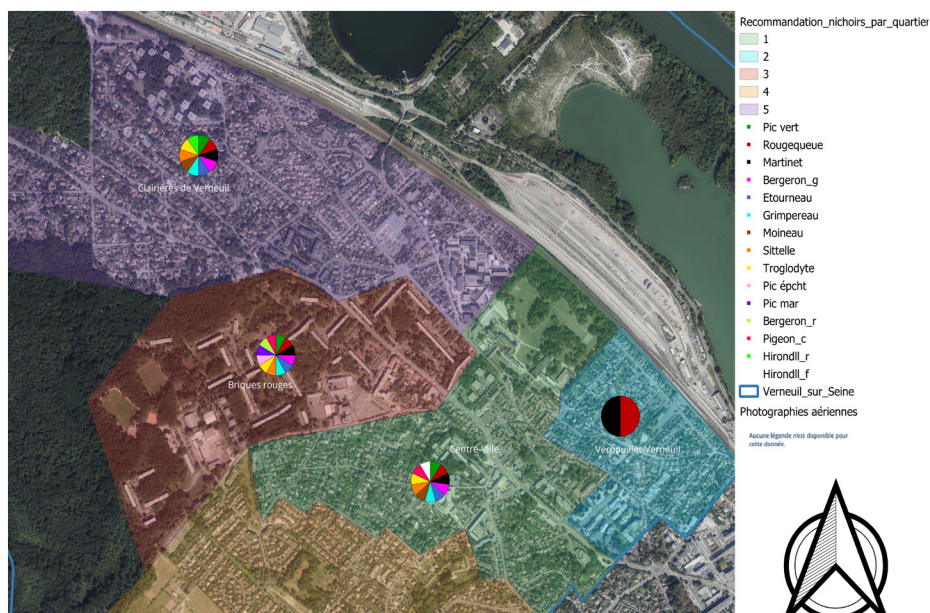 Recommandation_nichoirs_par_quartier
1
2
3
4
5
Pic vert
Rougequeue
Martinet
Bergeron_g
Etourneau
Grimpereau
Moineau
Sittelle
Troglodyte
Pic épcht
Pic mar
Bergeron_r
Pigeon_c
Hirondll_r
Hirondll_f
Verneuil_sur_Seine
Photographies aériennes
Aucune légende n'est disponible pour
cette donnée.
Clairières de Verneuil
Briques rouges
Centre-Ville
Vernouillet-Verneuil